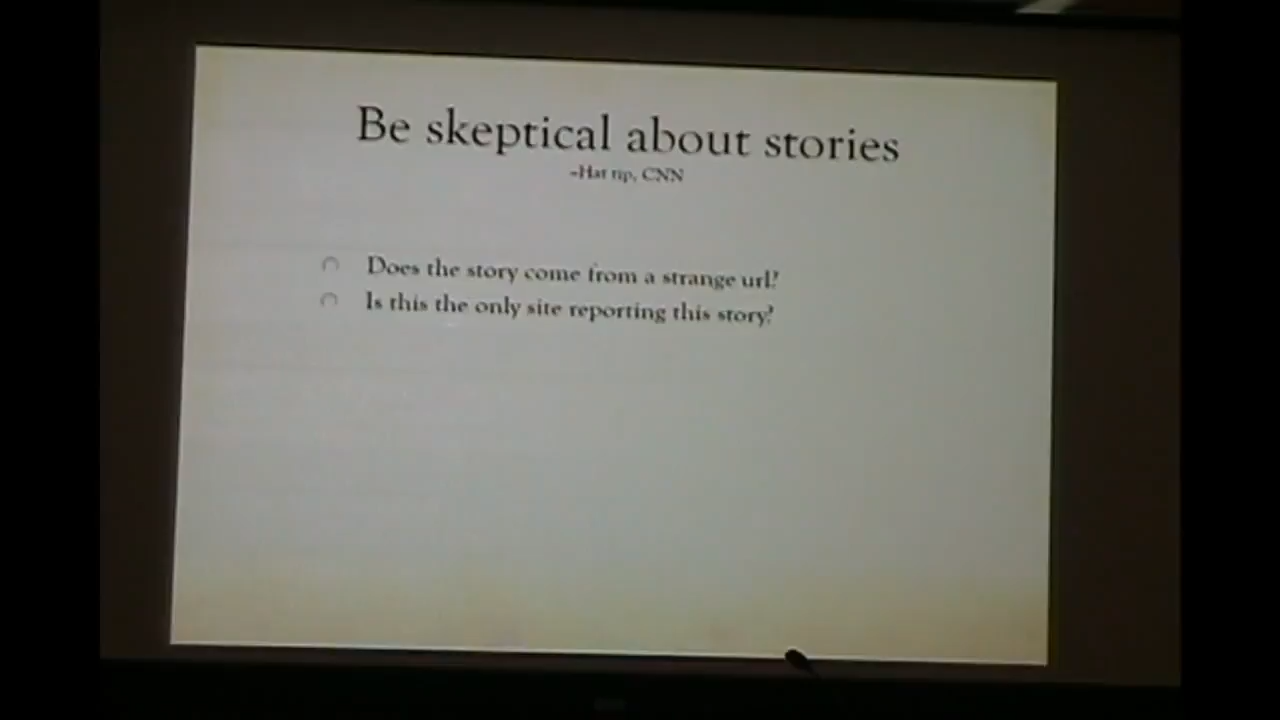 Be skeptical about stories
–Hat tip, CNN
Does the story come from a strange url?
Is this the only site reporting this story?